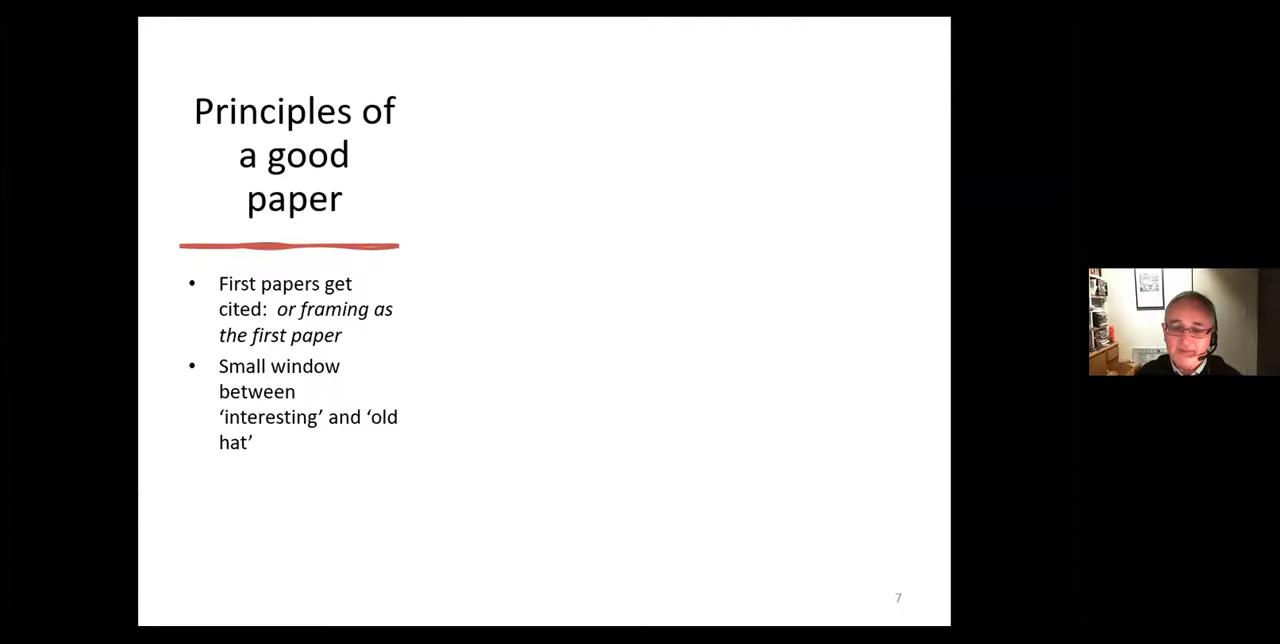 Principles of
a good
paper
• First papers get
cited: or framing as
the first paper
• Small window
between
‘interesting’ and ‘old
hat’
7